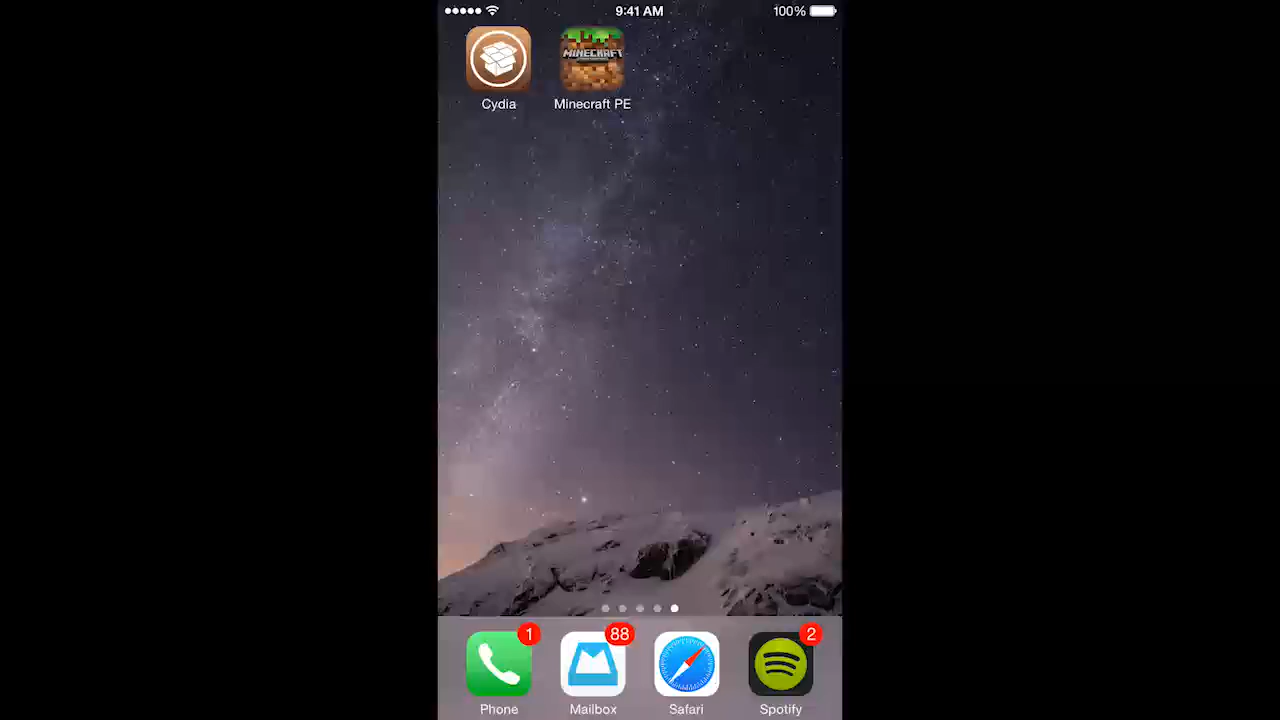 9:41 AM
100%
MINECRAFT
Cydia
Minecraft PE
1
88
2
Phone
Mailbox
Safari
Spotify